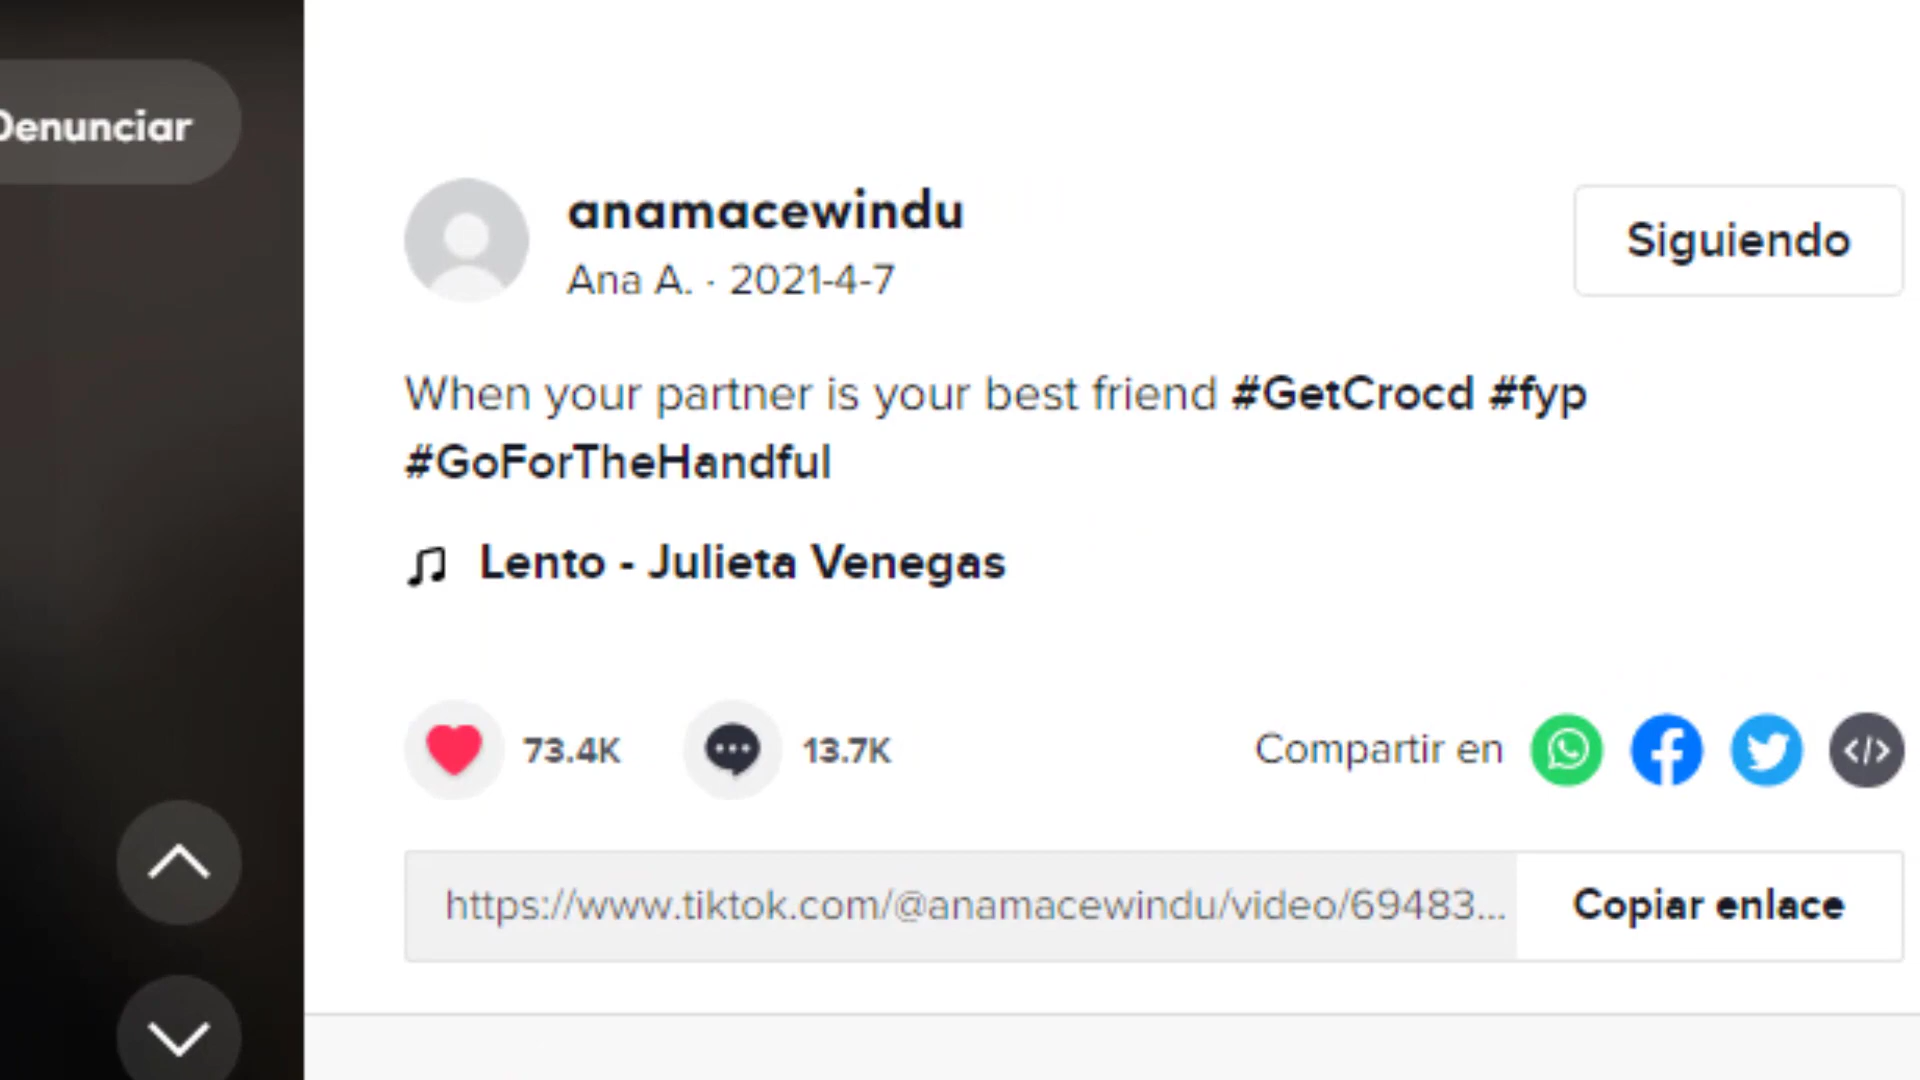 Denunciar
anamacewindu
Siguiendo
Ana A. · 2021-4-7
When your partner is your best friend #GetCrocd #fyp
#GoForTheHandful
Lento - Julieta Venegas
73.4K
13.7K
Compartir en
https://www.tiktok.com/@anamacewindu/video/69483...
Copiar enlace